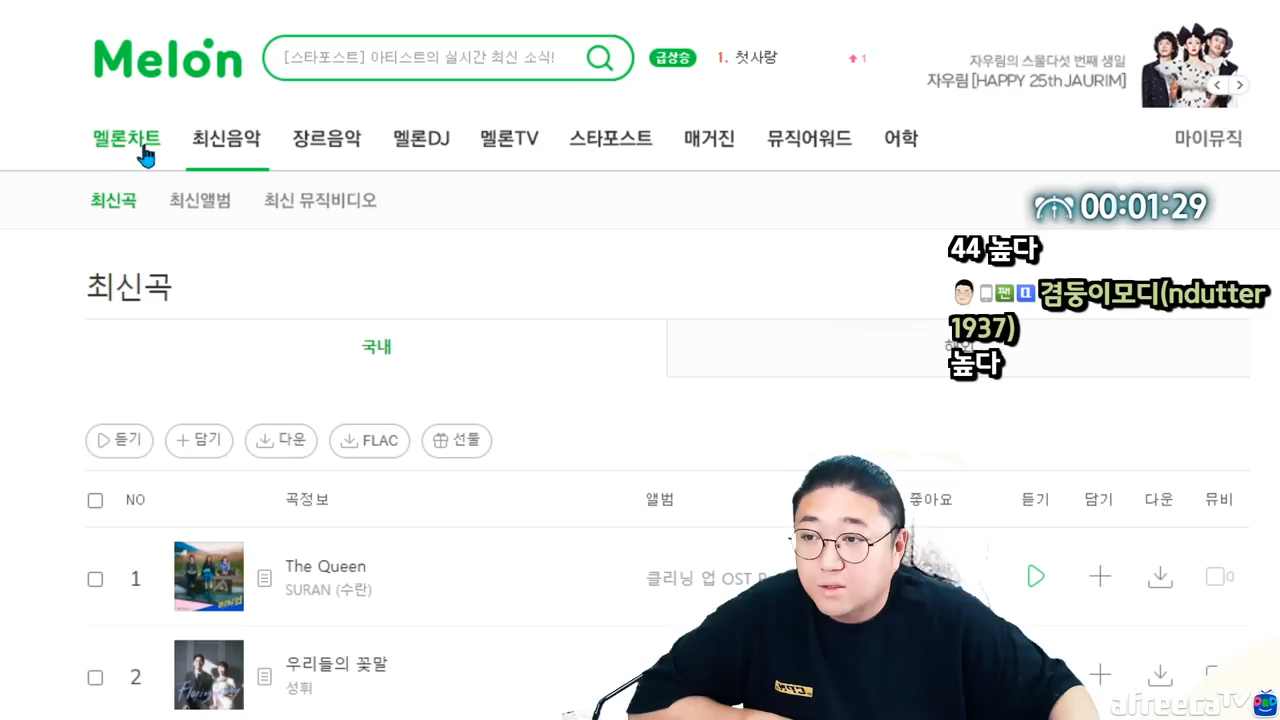 Melon
[스타포스트] 아티스트의 실시간 최신 소식!
급상승
1. 첫사랑
1
자우림의 스물다섯 번째 생일
자우림 [HAPPY 25th JAURIM]
멜론차트 최신음악 장르음악 멜론DJ 멜론TV 스타포스트 매거진 뮤직어워드 어학 마이뮤직
최신곡 최신앨범 최신 뮤직비디오
00:01:29
44 높다
팬
겸둥이모디(ndutter
1937)
높다
최신곡
국내
듣기 담기 다운 FLAC 선물
NO 곡정보 앨범 좋아요 듣기 담기 다운 뮤비
1
The Queen
SURAN (수란)
클리닝 업 OST
2
우리들의 꽃말
성휘
afreecaTV